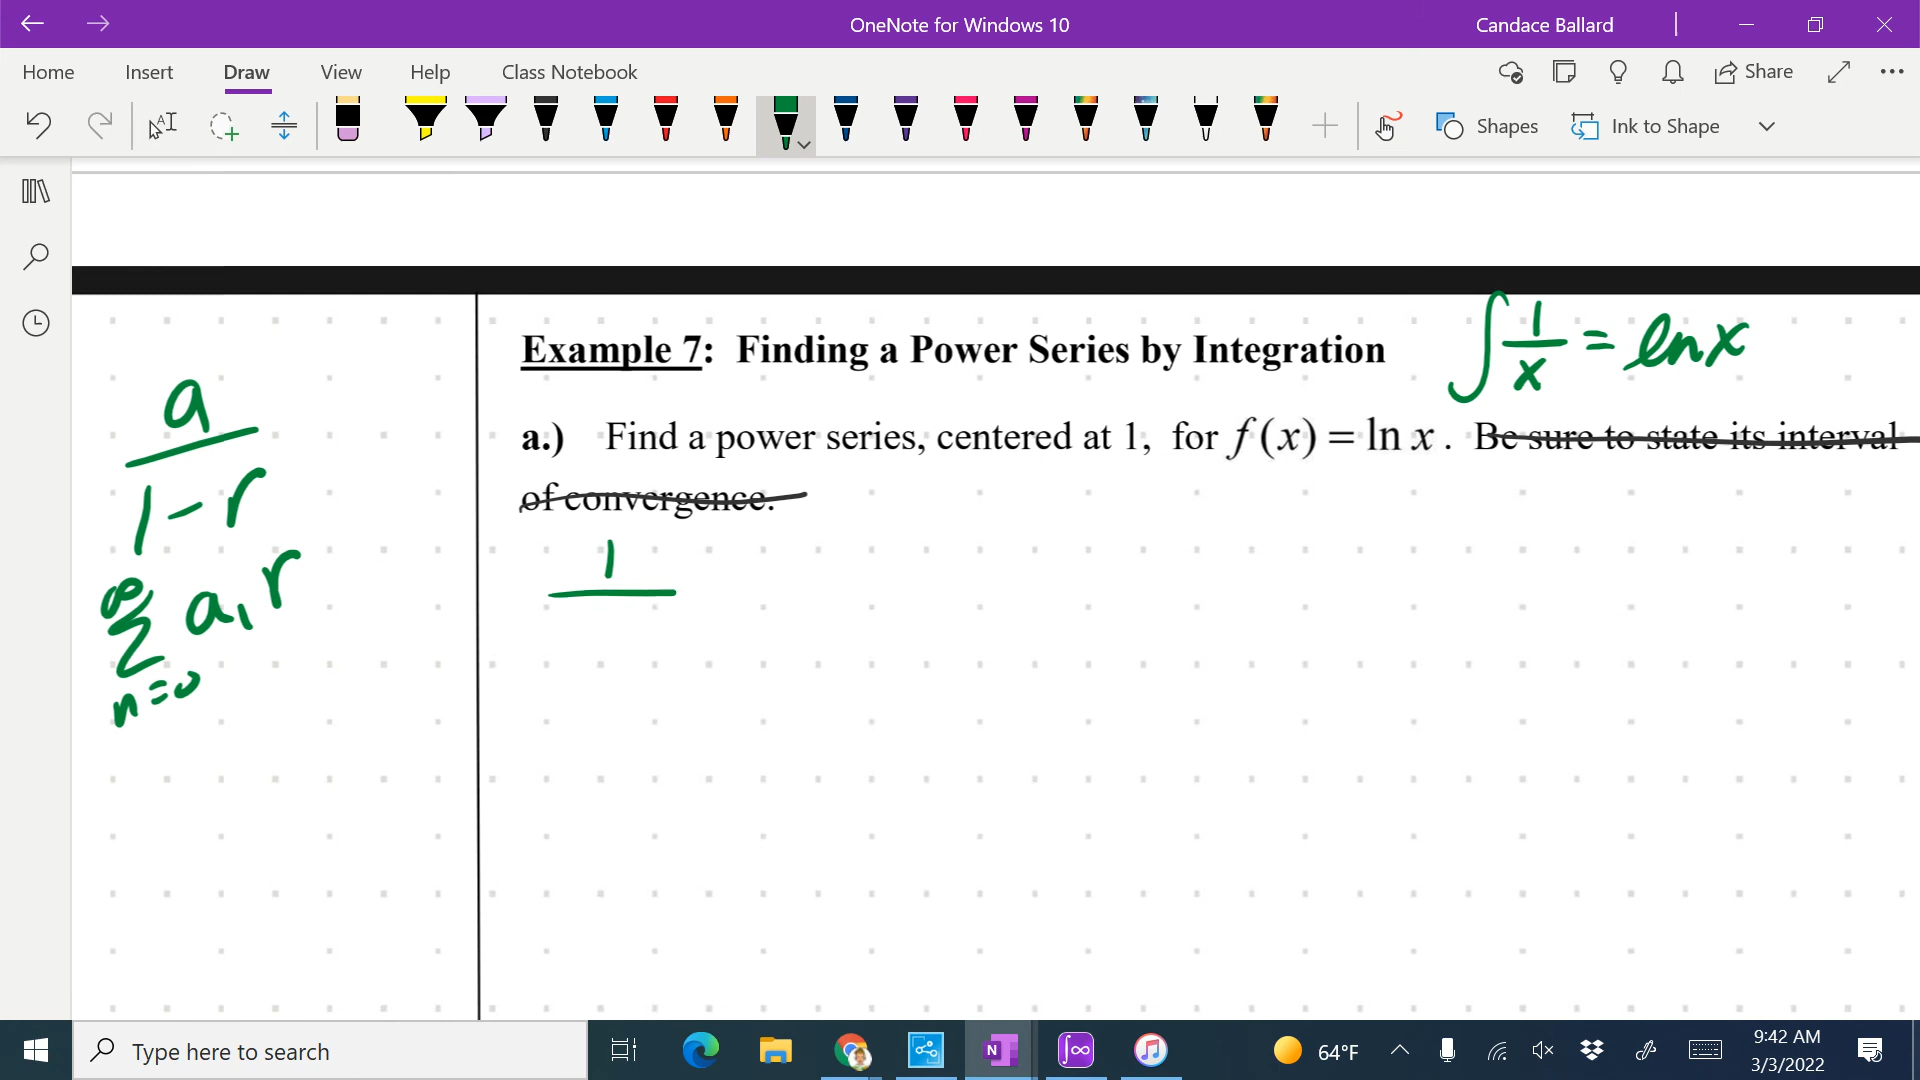 OneNote for Windows 10
Candace Ballard
Home Insert Draw View Help Class Notebook
Share
Shapes
Ink to Shape
Example 7: Finding a Power Series by Integration
∫ 1/x = ln x
a.) Find a power series, centered at 1, for f(x) = ln x. Be sure to state its interval
of convergence.
1
a
1-r
∞
Σ a₁ r
n=0
Type here to search
64°F
9:42 AM
3/3/2022